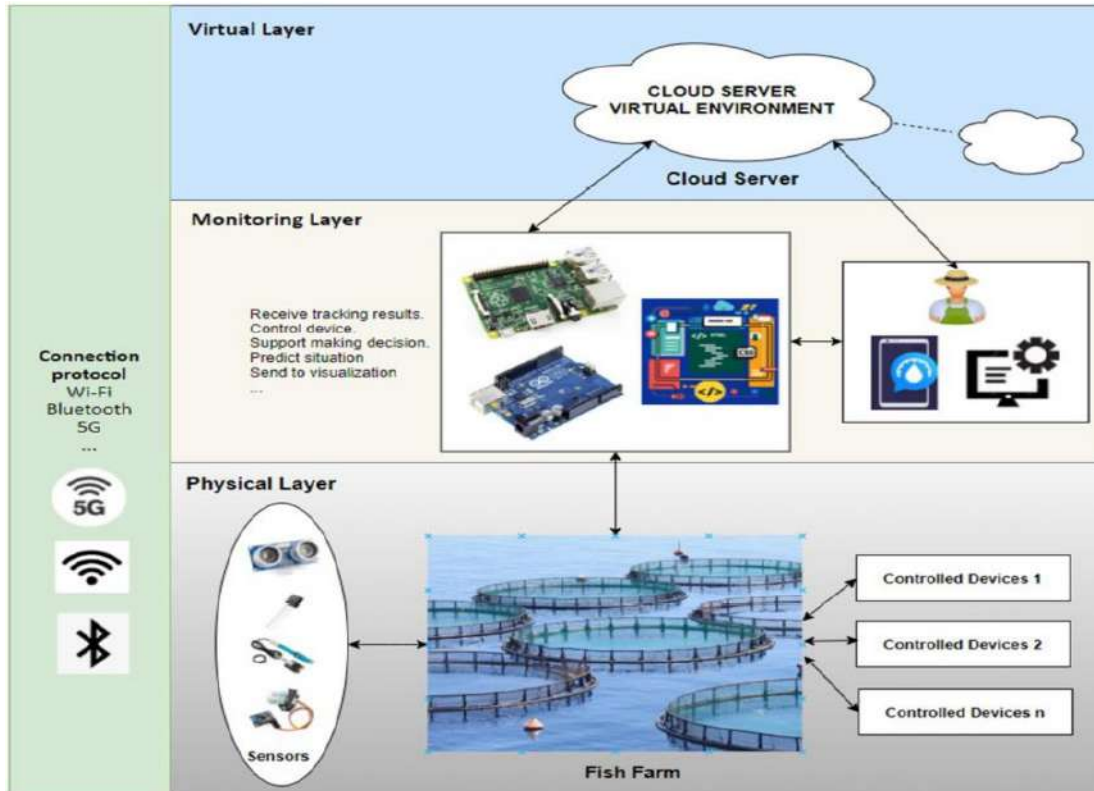 Virtual Layer
CLOUD SERVER
VIRTUAL ENVIRONMENT
Cloud Server
Monitoring Layer
Receive tracking results.
Control device.
Support making decision.
Predict situation
Send to visualization
...
Connection
protocol
Wi-Fi
Bluetooth
5G
...
5G
Physical Layer
Sensors
Fish Farm
Controlled Devices 1
Controlled Devices 2
Controlled Devices n